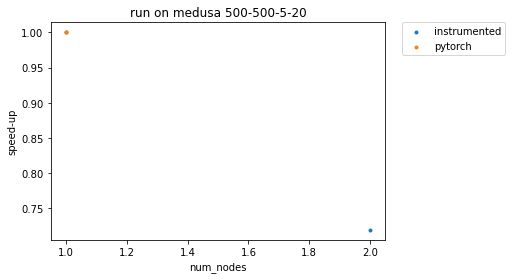 run on medusa 500-500-5-20
instrumented
pytorch
1.00
0.95
0.90
0.85
0.80
0.75
speed-up
1.0 1.2 1.4 1.6 1.8 2.0
num_nodes